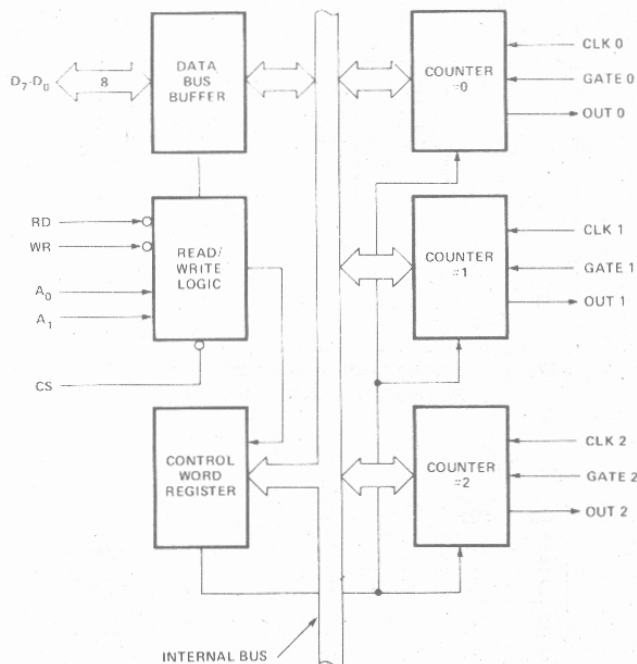 D7-D0
8
DATA
BUS
BUFFER
RD
WR
A0
A1
CS
READ/
WRITE
LOGIC
CONTROL
WORD
REGISTER
INTERNAL BUS
COUNTER
=0
CLK 0
GATE 0
OUT 0
COUNTER
=1
CLK 1
GATE 1
OUT 1
COUNTER
=2
CLK 2
GATE 2
OUT 2